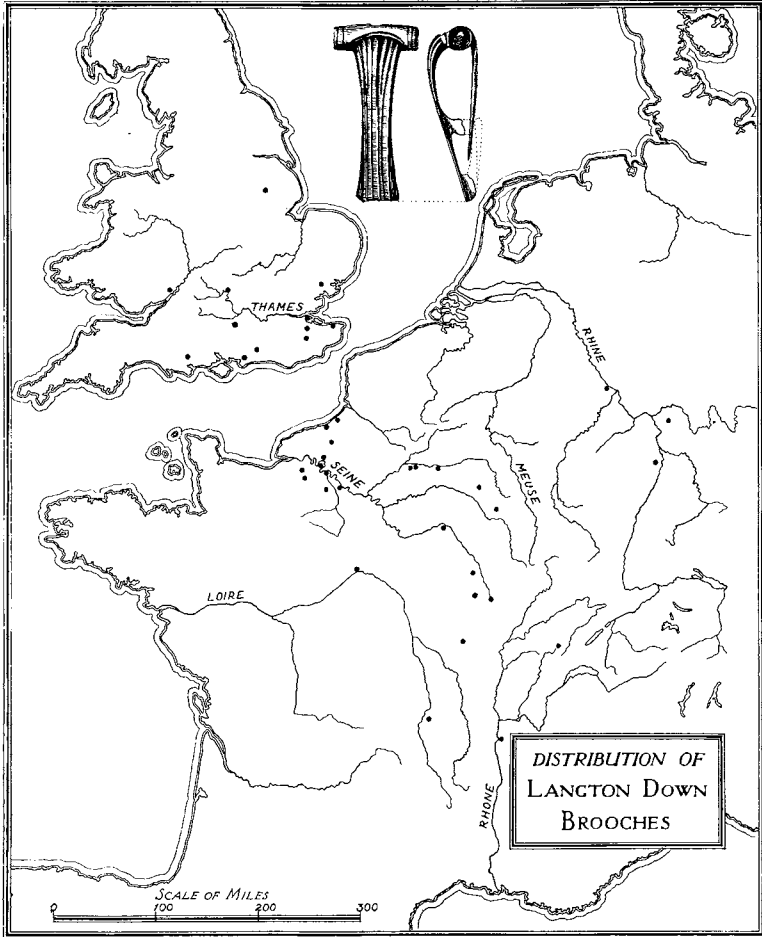 THAMES
RHINE
SEINE
MEUSE
LOIRE
RHONE
DISTRIBUTION OF
LANGTON DOWN
BROOCHES
SCALE OF MILES
0 100 200 300